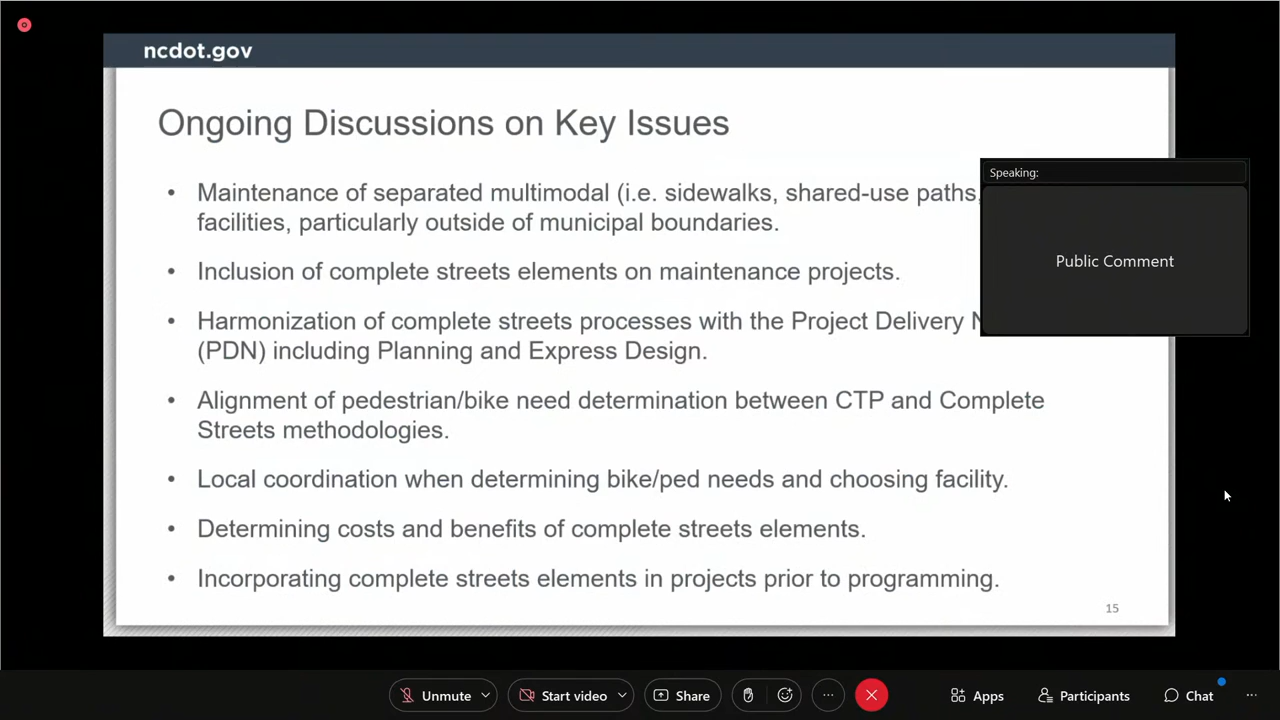 ncdot.gov
Ongoing Discussions on Key Issues
• Maintenance of separated multimodal (i.e. sidewalks, shared-use paths,
facilities, particularly outside of municipal boundaries.
• Inclusion of complete streets elements on maintenance projects.
• Harmonization of complete streets processes with the Project Delivery
(PDN) including Planning and Express Design.
• Alignment of pedestrian/bike need determination between CTP and Complete
Streets methodologies.
• Local coordination when determining bike/ped needs and choosing facility.
• Determining costs and benefits of complete streets elements.
• Incorporating complete streets elements in projects prior to programming.
15
Speaking:
Public Comment
Unmute
Start video
Share
Apps
Participants
Chat